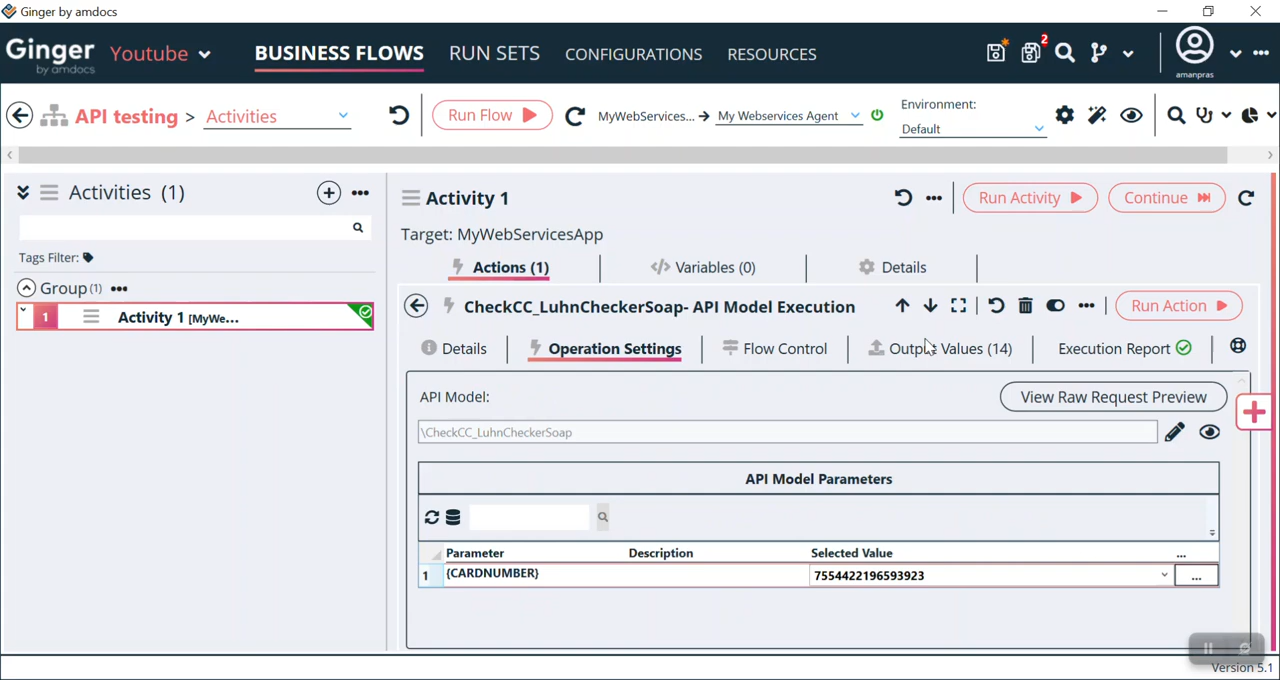 Ginger by amdocs
Ginger by amdocs Youtube BUSINESS FLOWS RUN SETS CONFIGURATIONS RESOURCES 2 amanpras
API testing > Activities Run Flow MyWebServices... My Webservices Agent Environment: Default
Activities (1)
Tags Filter:
Group (1)
1 Activity 1 [MyWe...
Activity 1 Run Activity Continue
Target: MyWebServicesApp
Actions (1) Variables (0) Details
CheckCC_LuhnCheckerSoap- API Model Execution Run Action
Details Operation Settings Flow Control Output Values (14) Execution Report
API Model: View Raw Request Preview
\CheckCC_LuhnCheckerSoap
API Model Parameters
Parameter Description Selected Value ...
1 {CARDNUMBER} 7554422196593923 ...
Version 5.1